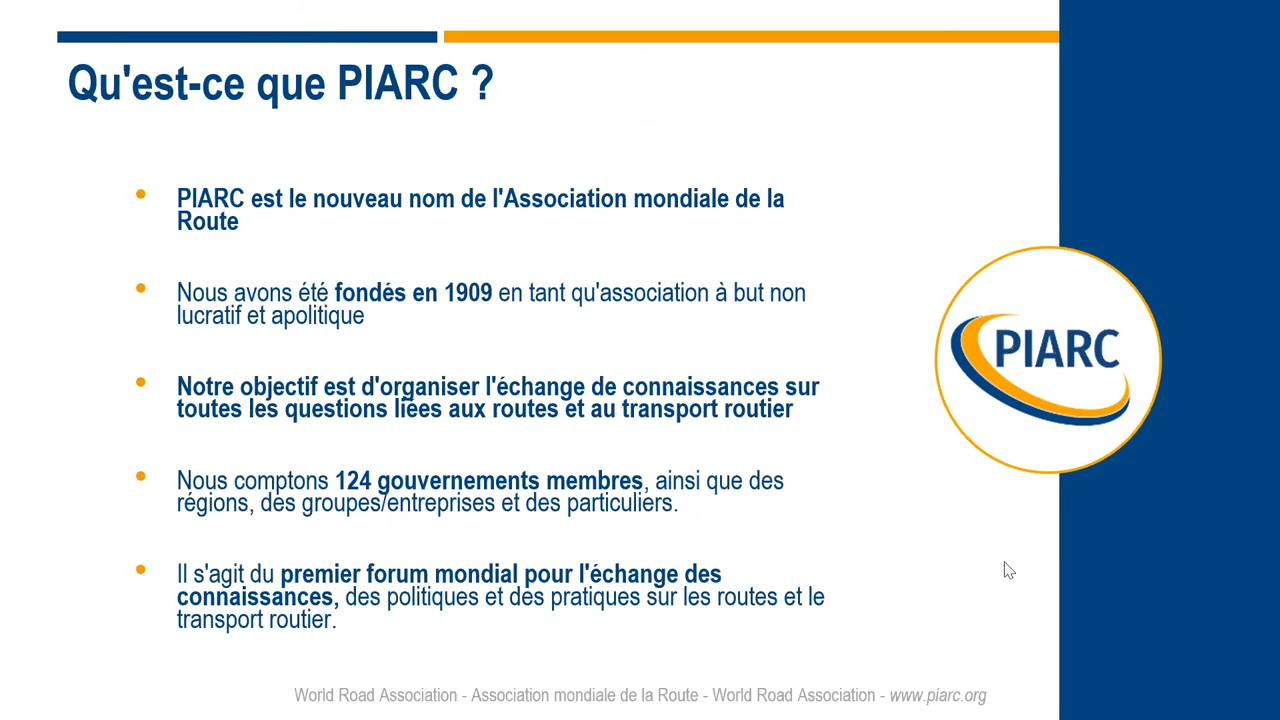 Qu'est-ce que PIARC ?
PIARC est le nouveau nom de l'Association mondiale de la
Route
Nous avons été fondés en 1909 en tant qu'association à but non
lucratif et apolitique
Notre objectif est d'organiser l'échange de connaissances sur
toutes les questions liées aux routes et au transport routier
Nous comptons 124 gouvernements membres, ainsi que des
régions, des groupes/entreprises et des particuliers.
Il s'agit du premier forum mondial pour l'échange des
connaissances, des politiques et des pratiques sur les routes et le
transport routier.
PIARC
World Road Association - Association mondiale de la Route - World Road Association - www.piarc.org